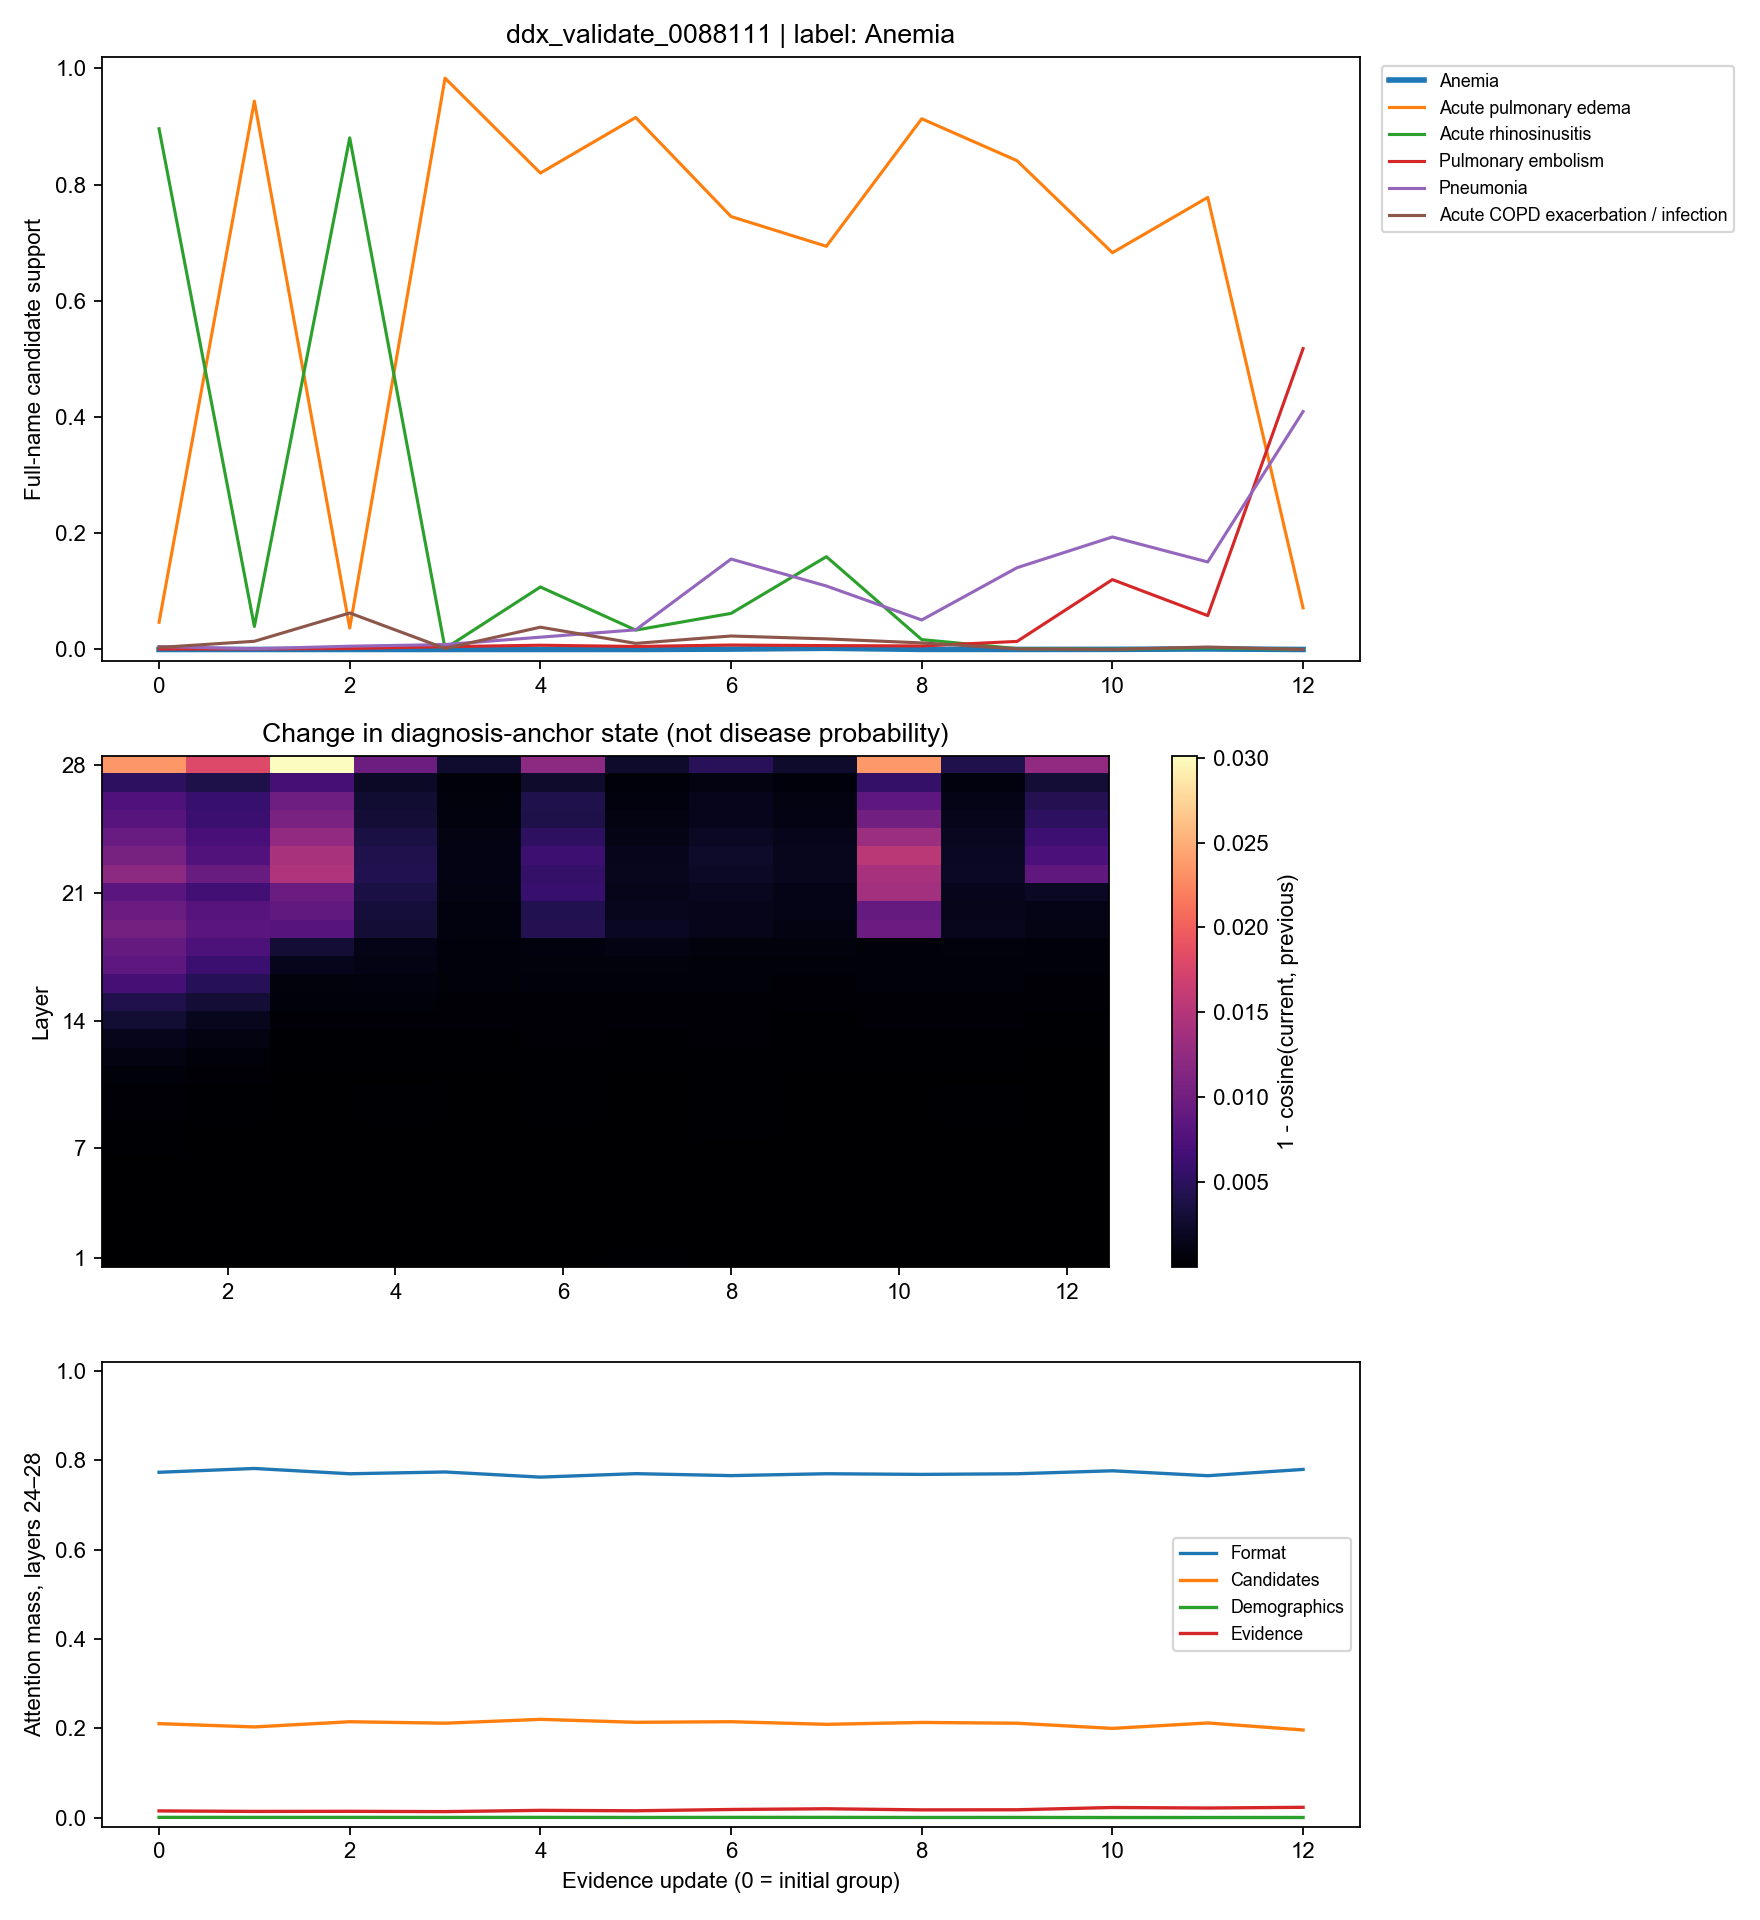 ddx_validate_0088111 | label: Anemia
Full-name candidate support
1.0
0.8
0.6
0.4
0.2
0.0
0 2 4 6 8 10 12
Anemia
Acute pulmonary edema
Acute rhinosinusitis
Pulmonary embolism
Pneumonia
Acute COPD exacerbation / infection
Change in diagnosis-anchor state (not disease probability)
Layer
28
21
14
7
1
2 4 6 8 10 12
0.030
0.025
0.020
0.015
0.010
0.005
1 - cosine(current, previous)
Attention mass, layers 24–28
1.0
0.8
0.6
0.4
0.2
0.0
Format
Candidates
Demographics
Evidence
0 2 4 6 8 10 12
Evidence update (0 = initial group)